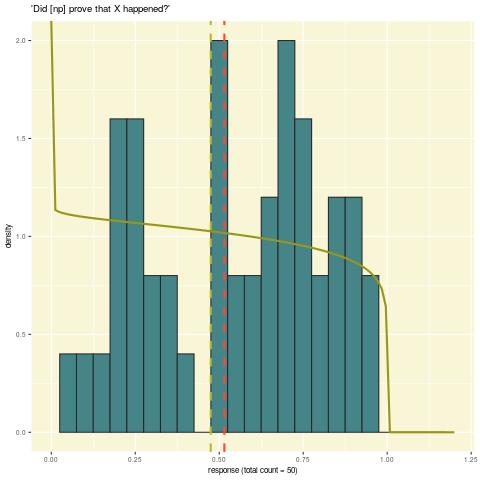 'Did [np] prove that X happened?'
2.0
1.5
1.0
0.5
0.0
density
0.00 0.25 0.50 0.75 1.00 1.25
response (total count = 50)